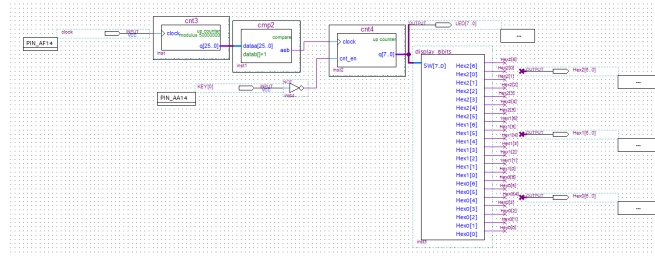 clock
INPUT
VCC
PIN_AF14
cnt3
up counter
modulus 50000000
clock
q[25..0]
inst
cmp2
compare
dataa[25..0]
datab[]=1
aeb
inst1
KEY[0]
INPUT
VCC
PIN_AA14
NOT
inst4
cnt4
up counter
clock
q[7..0]
cnt_en
inst2
OUTPUT
LED[7..0]
...
display_8bits
SW[7..0]
Hex2[6]
Hex2[0]
Hex2[1]
Hex2[2]
Hex2[3]
Hex2[4]
Hex2[5]
Hex1[6]
Hex1[5]
Hex1[4]
Hex1[3]
Hex1[2]
Hex1[1]
Hex1[0]
Hex0[6]
Hex0[5]
Hex0[4]
Hex0[3]
Hex0[2]
Hex0[1]
Hex0[0]
inst3
OUTPUT
Hex2[6..0]
...
OUTPUT
Hex1[6..0]
...
OUTPUT
Hex0[6..0]
...